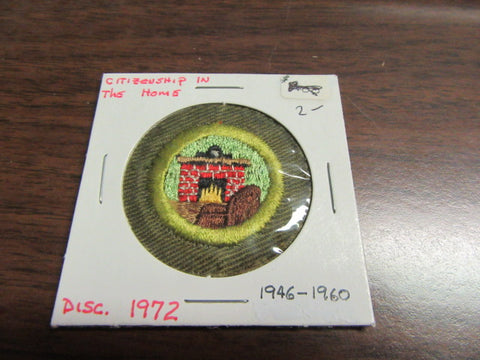 CITIZENSHIP IN
THE HOME
$
2-
DISC. 1972
1946-1960